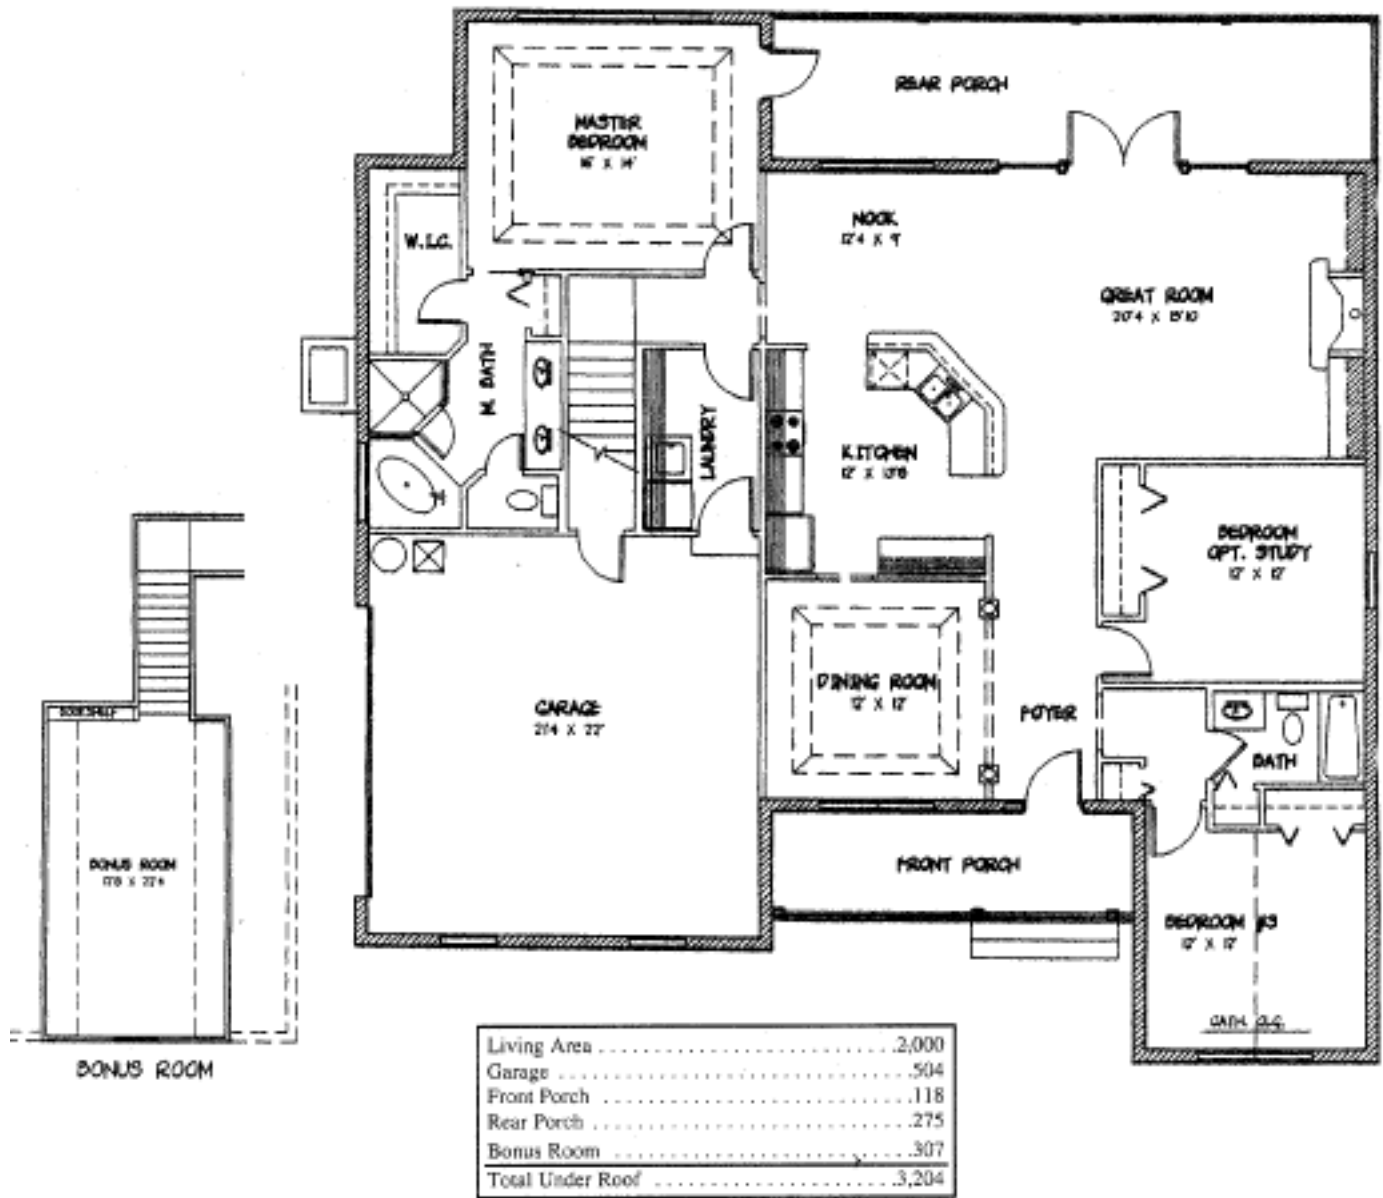 REAR PORCH
MASTER
BEDROOM
16' X 14'
NOOK
12'4 X 9'
W.I.C.
GREAT ROOM
20'4 X 15'10
M. BATH
LAUNDRY
KITCHEN
BEDROOM
OPT. STUDY
12' X 12'
DINING ROOM
12' X 12'
FOYER
GARAGE
21'4 X 22'
BOOKSHELF
BATH
BONUS ROOM
FRONT PORCH
BEDROOM #3
12' X 12'
CATH. CLG.
BONUS ROOM
Living Area 2,000
Garage 504
Front Porch 118
Rear Porch 275
Bonus Room 307
Total Under Roof 3,204